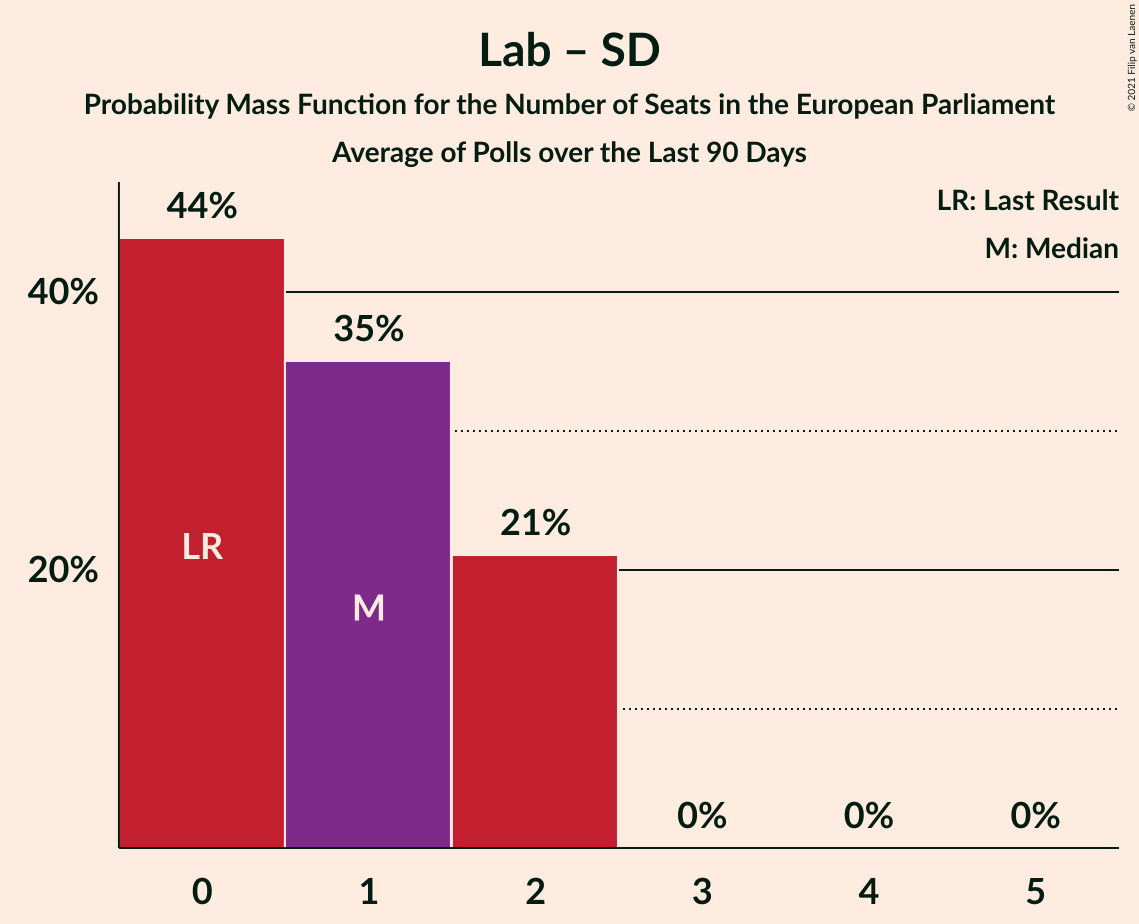 Lab – SD
Probability Mass Function for the Number of Seats in the European Parliament
Average of Polls over the Last 90 Days
© 2021 Filip van Laenen
LR: Last Result
M: Median
44%
40%
35%
21%
LR
20%
M
0%
0%
0%
0
1
2
3
4
5